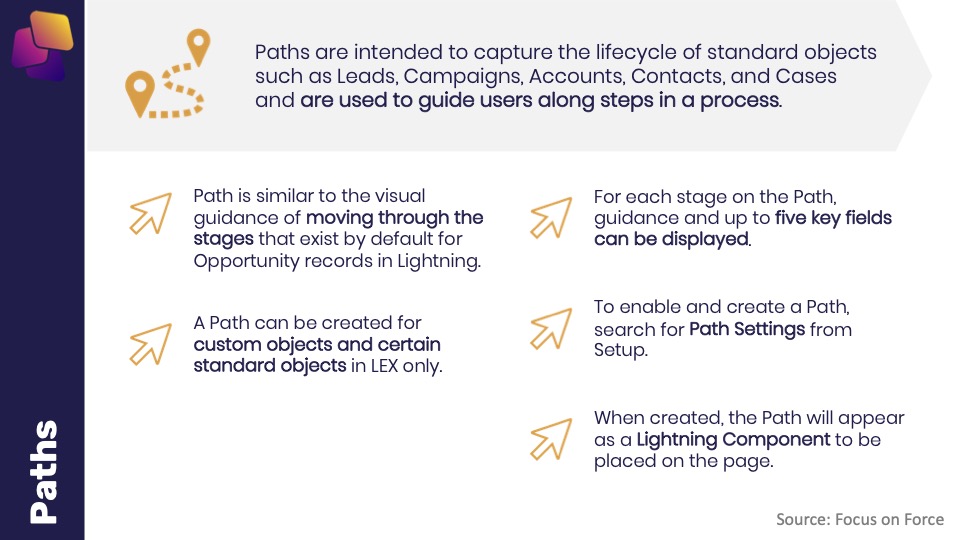 Paths are intended to capture the lifecycle of standard objects
such as Leads, Campaigns, Accounts, Contacts, and Cases
and are used to guide users along steps in a process.
Path is similar to the visual
guidance of moving through the
stages that exist by default for
Opportunity records in Lightning.
A Path can be created for
custom objects and certain
standard objects in LEX only.
For each stage on the Path,
guidance and up to five key fields
can be displayed.
To enable and create a Path,
search for Path Settings from
Setup.
When created, the Path will appear
as a Lightning Component to be
placed on the page.
Paths
Source: Focus on Force